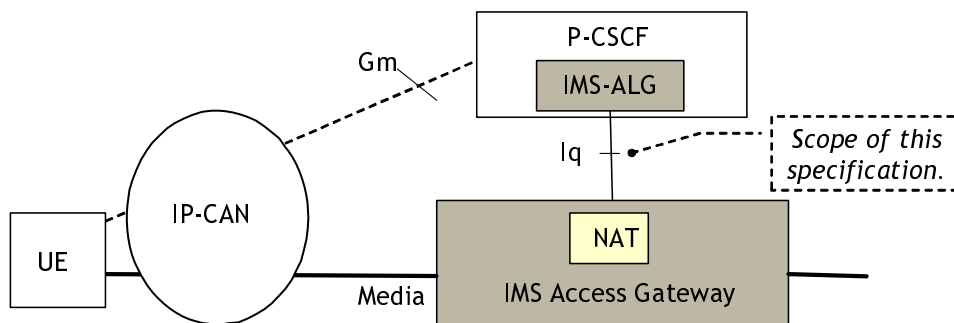 P-CSCF
Gm
IMS-ALG
Iq
Scope of this
specification.
IP-CAN
UE
NAT
Media
IMS Access Gateway